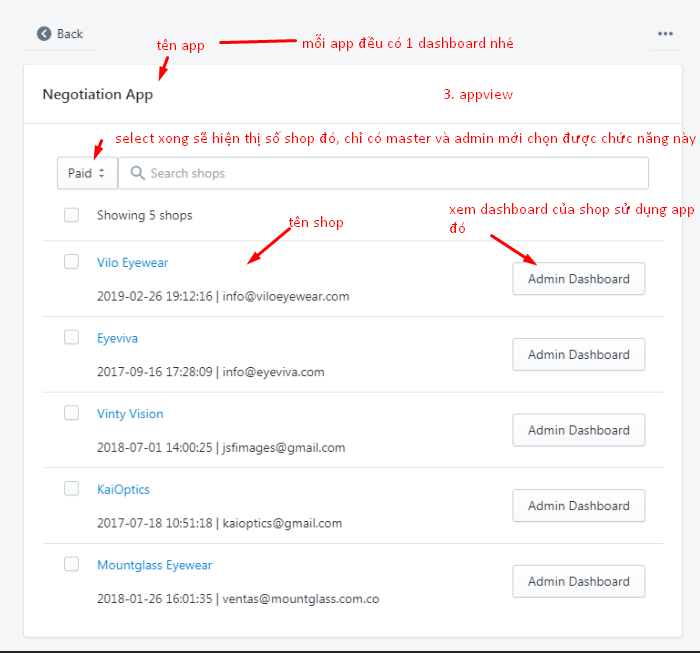 Back
tên app
mỗi app đều có 1 dashboard nhé
Negotiation App
3. appview
select xong sẽ hiện thị số shop đó, chỉ có master và admin mới chọn được chức năng này
Paid
Search shops
Showing 5 shops
tên shop
xem dashboard của shop sử dụng app
đó
Vilo Eyewear
2019-02-26 19:12:16 | info@viloeyewear.com
Admin Dashboard
Eyeviva
2017-09-16 17:28:09 | info@eyeviva.com
Admin Dashboard
Vinty Vision
2018-07-01 14:00:25 | jsfimages@gmail.com
Admin Dashboard
KaiOptics
2017-07-18 10:51:18 | kaioptics@gmail.com
Admin Dashboard
Mountglass Eyewear
2018-01-26 16:01:35 | ventas@mountglass.com.co
Admin Dashboard